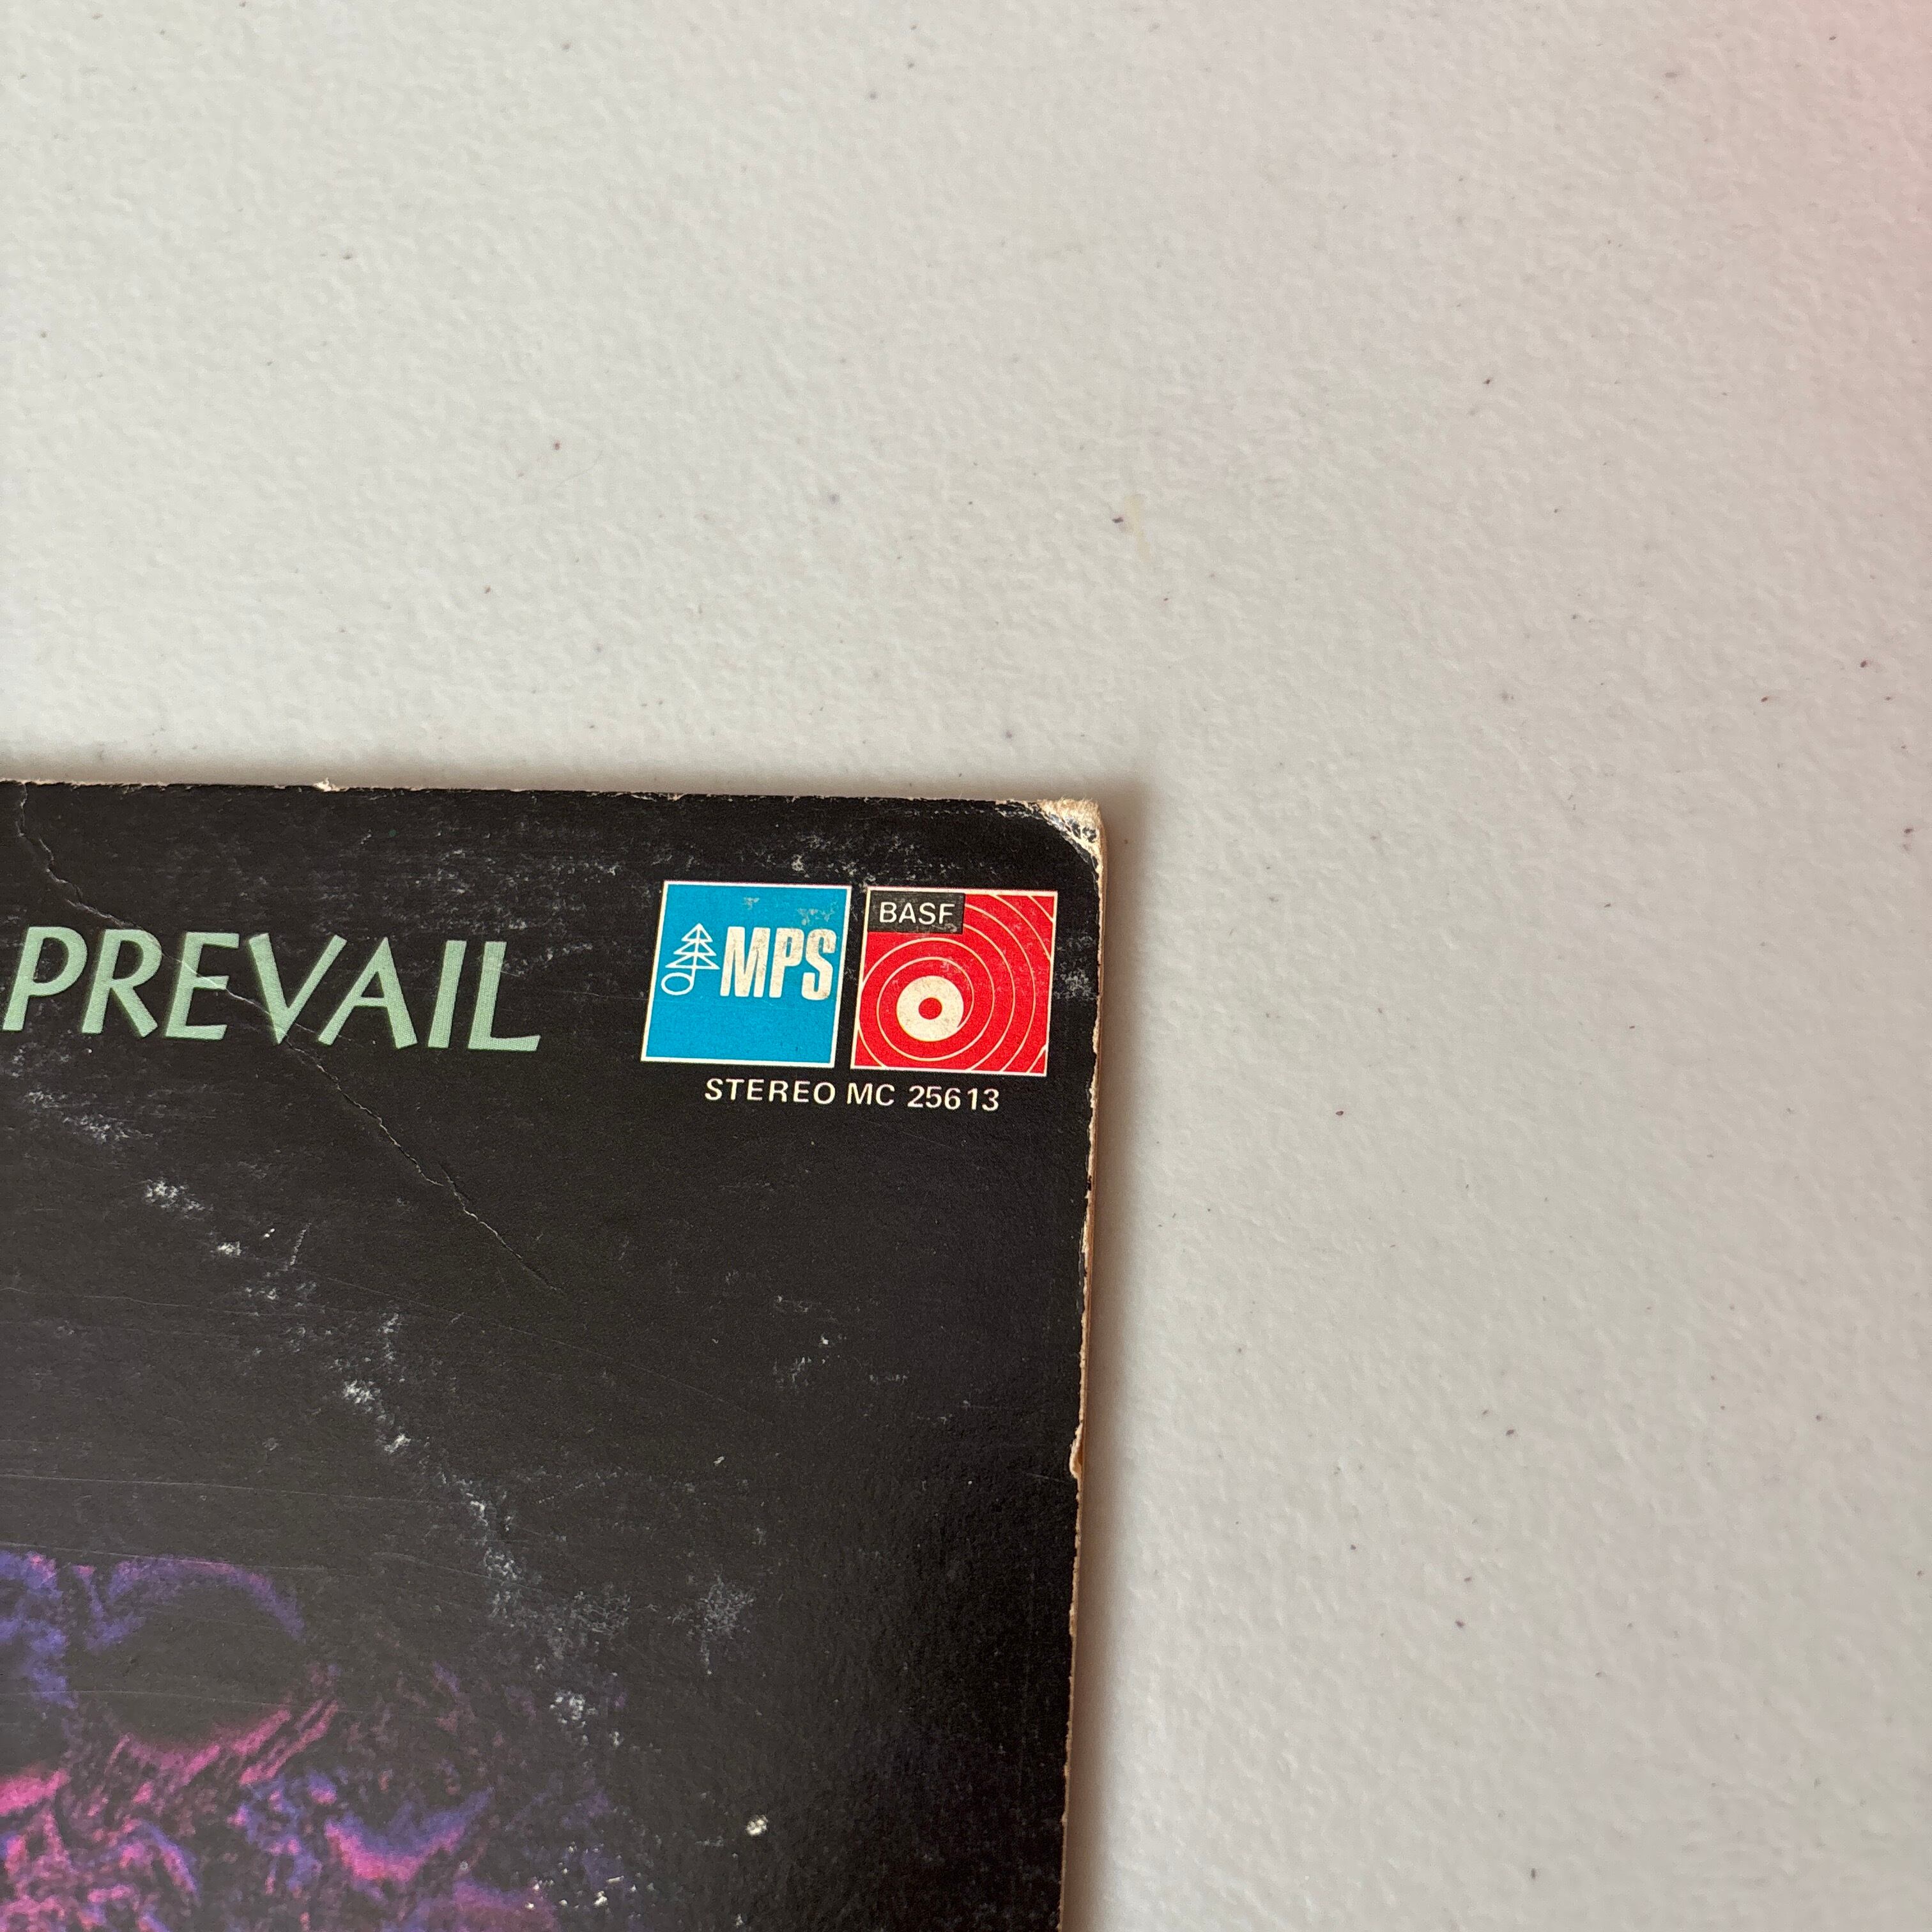 PREVAIL
MPS
BASF
STEREO MC 25613